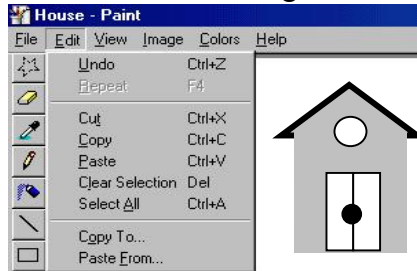 House - Paint
File Edit View Image Colors Help
Undo Ctrl+Z
Repeat F4
Cut Ctrl+X
Copy Ctrl+C
Paste Ctrl+V
Clear Selection Del
Select All Ctrl+A
Copy To...
Paste From...